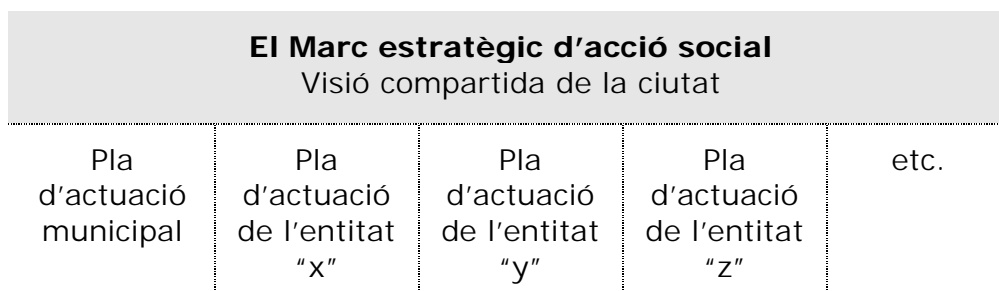 El Marc estratègic d’acció social
Visió compartida de la ciutat
Pla
d’actuació
municipal
Pla
d’actuació
de l’entitat
“x”
Pla
d’actuació
de l’entitat
“y”
Pla
d’actuació
de l’entitat
“z”
etc.